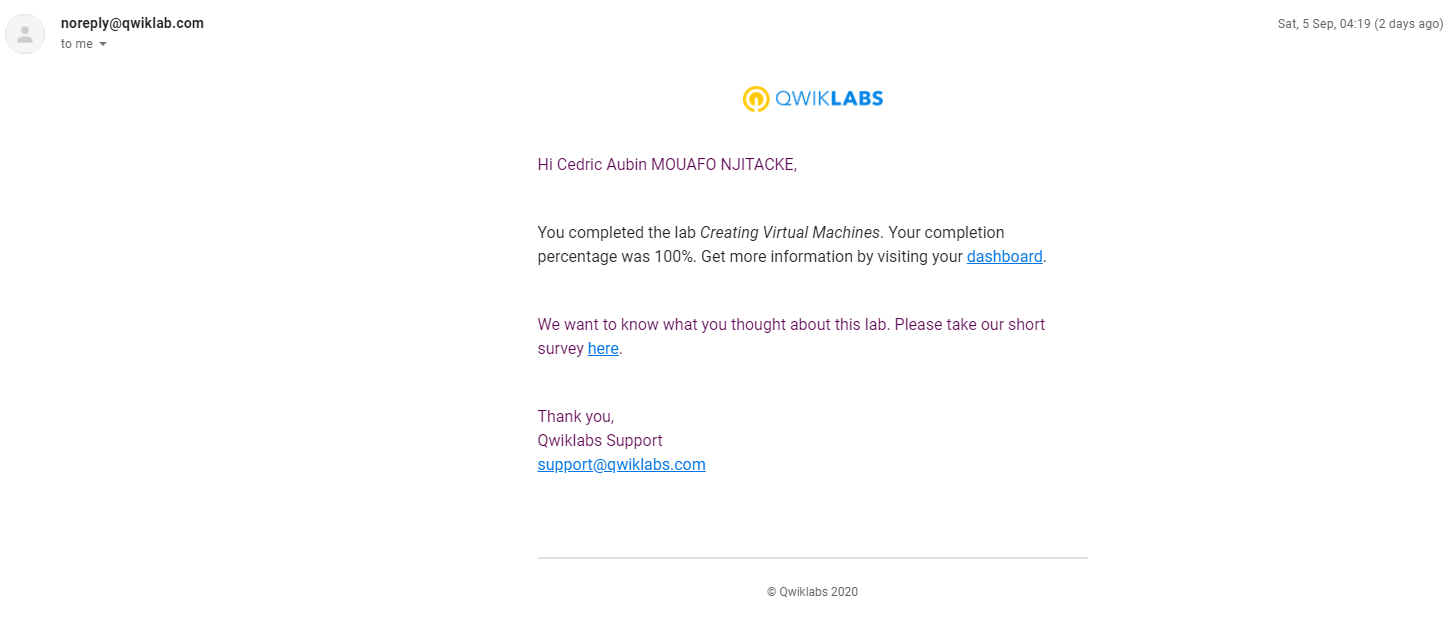 noreply@qwiklab.com
Sat, 5 Sep, 04:19 (2 days ago)
to me
QWIKLABS
Hi Cedric Aubin MOUAFO NJITACKE,
You completed the lab Creating Virtual Machines. Your completion
percentage was 100%. Get more information by visiting your dashboard.
We want to know what you thought about this lab. Please take our short
survey here.
Thank you,
Qwiklabs Support
support@qwiklabs.com
© Qwiklabs 2020